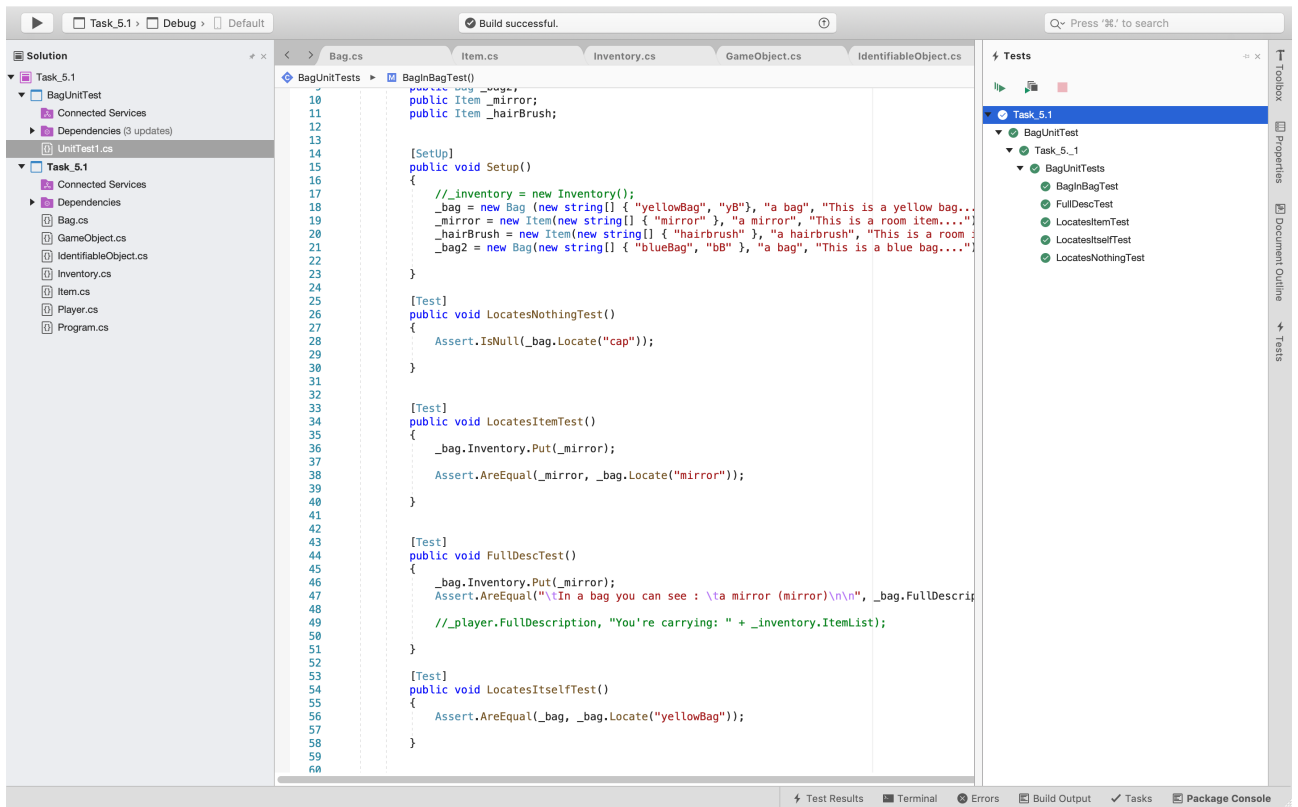 Task_5.1 › Debug › Default
Build successful.
Press '⌘.' to search
Solution
Task_5.1
BagUnitTest
Connected Services
Dependencies (3 updates)
UnitTest1.cs
Task_5.1
Connected Services
Dependencies
Bag.cs
GameObject.cs
IdentifiableObject.cs
Inventory.cs
Item.cs
Player.cs
Program.cs
Bag.cs Item.cs Inventory.cs GameObject.cs IdentifiableObject.cs
BagUnitTests BagInBagTest()
9 public Bag _bag2;
10 public Item _mirror;
11 public Item _hairBrush;
12
13
14 [SetUp]
15 public void Setup()
16 {
17 //_inventory = new Inventory();
18 _bag = new Bag (new string[] { "yellowBag", "yB"}, "a bag", "This is a yellow bag...
19 _mirror = new Item(new string[] { "mirror" }, "a mirror", "This is a room item....")
20 _hairBrush = new Item(new string[] { "hairbrush" }, "a hairbrush", "This is a room
21 _bag2 = new Bag(new string[] { "blueBag", "bB" }, "a bag", "This is a blue bag....")
22
23 }
24
25 [Test]
26 public void LocatesNothingTest()
27 {
28 Assert.IsNull(_bag.Locate("cap"));
29
30 }
31
32
33 [Test]
34 public void LocatesItemTest()
35 {
36 _bag.Inventory.Put(_mirror);
37
38 Assert.AreEqual(_mirror, _bag.Locate("mirror"));
39
40 }
41
42
43 [Test]
44 public void FullDescTest()
45 {
46 _bag.Inventory.Put(_mirror);
47 Assert.AreEqual("\tIn a bag you can see : \ta mirror (mirror)\n\n", _bag.FullDescrip
48
49 //_player.FullDescription, "You're carrying: " + _inventory.ItemList);
50
51 }
52
53 [Test]
54 public void LocatesItselfTest()
55 {
56 Assert.AreEqual(_bag, _bag.Locate("yellowBag"));
57
58 }
59
60
Tests
Task_5.1
BagUnitTest
Task_5._1
BagUnitTests
BagInBagTest
FullDescTest
LocatesItemTest
LocatesItselfTest
LocatesNothingTest
Toolbox
Properties
Document Outline
Tests
Test Results Terminal Errors Build Output Tasks Package Console